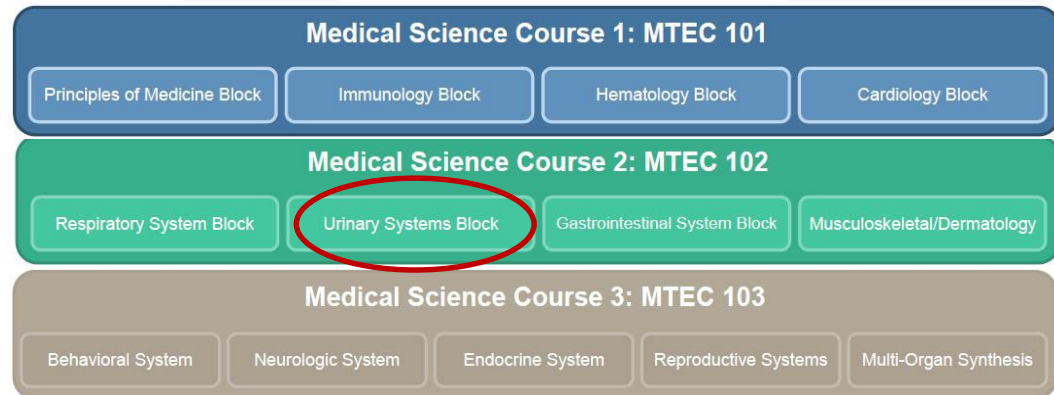 Medical Science Course 1: MTEC 101
Principles of Medicine Block
Immunology Block
Hematology Block
Cardiology Block
Medical Science Course 2: MTEC 102
Respiratory System Block
Urinary Systems Block
Gastrointestinal System Block
Musculoskeletal/Dermatology
Medical Science Course 3: MTEC 103
Behavioral System
Neurologic System
Endocrine System
Reproductive Systems
Multi-Organ Synthesis